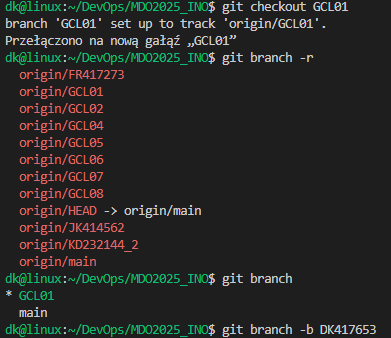 dk@linux:~/DevOps/MDO2025_INO$ git checkout GCL01
branch 'GCL01' set up to track 'origin/GCL01'.
Przełączono na nową gałąź „GCL01”
dk@linux:~/DevOps/MDO2025_INO$ git branch -r
  origin/FR417273
  origin/GCL01
  origin/GCL02
  origin/GCL04
  origin/GCL05
  origin/GCL06
  origin/GCL07
  origin/GCL08
  origin/HEAD -> origin/main
  origin/JK414562
  origin/KD232144_2
  origin/main
dk@linux:~/DevOps/MDO2025_INO$ git branch
* GCL01
  main
dk@linux:~/DevOps/MDO2025_INO$ git branch -b DK417653